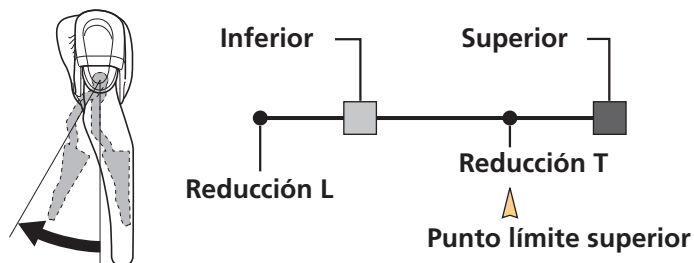 Inferior
Superior
Reducción L
Reducción T
Punto límite superior